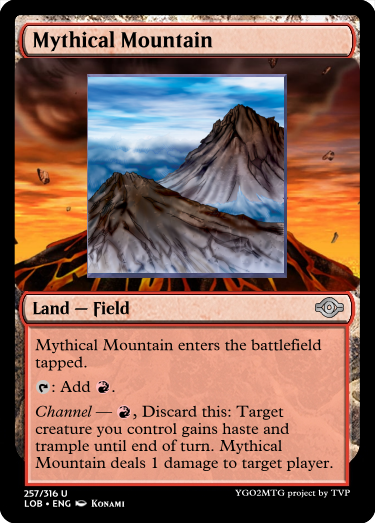 Mythical Mountain
Land — Field
Mythical Mountain enters the battlefield
tapped.
: Add .
Channel — , Discard this: Target
creature you control gains haste and
trample until end of turn. Mythical
Mountain deals 1 damage to target player.
257/316 U
LOB • ENG Konami
YGO2MTG project by TVP